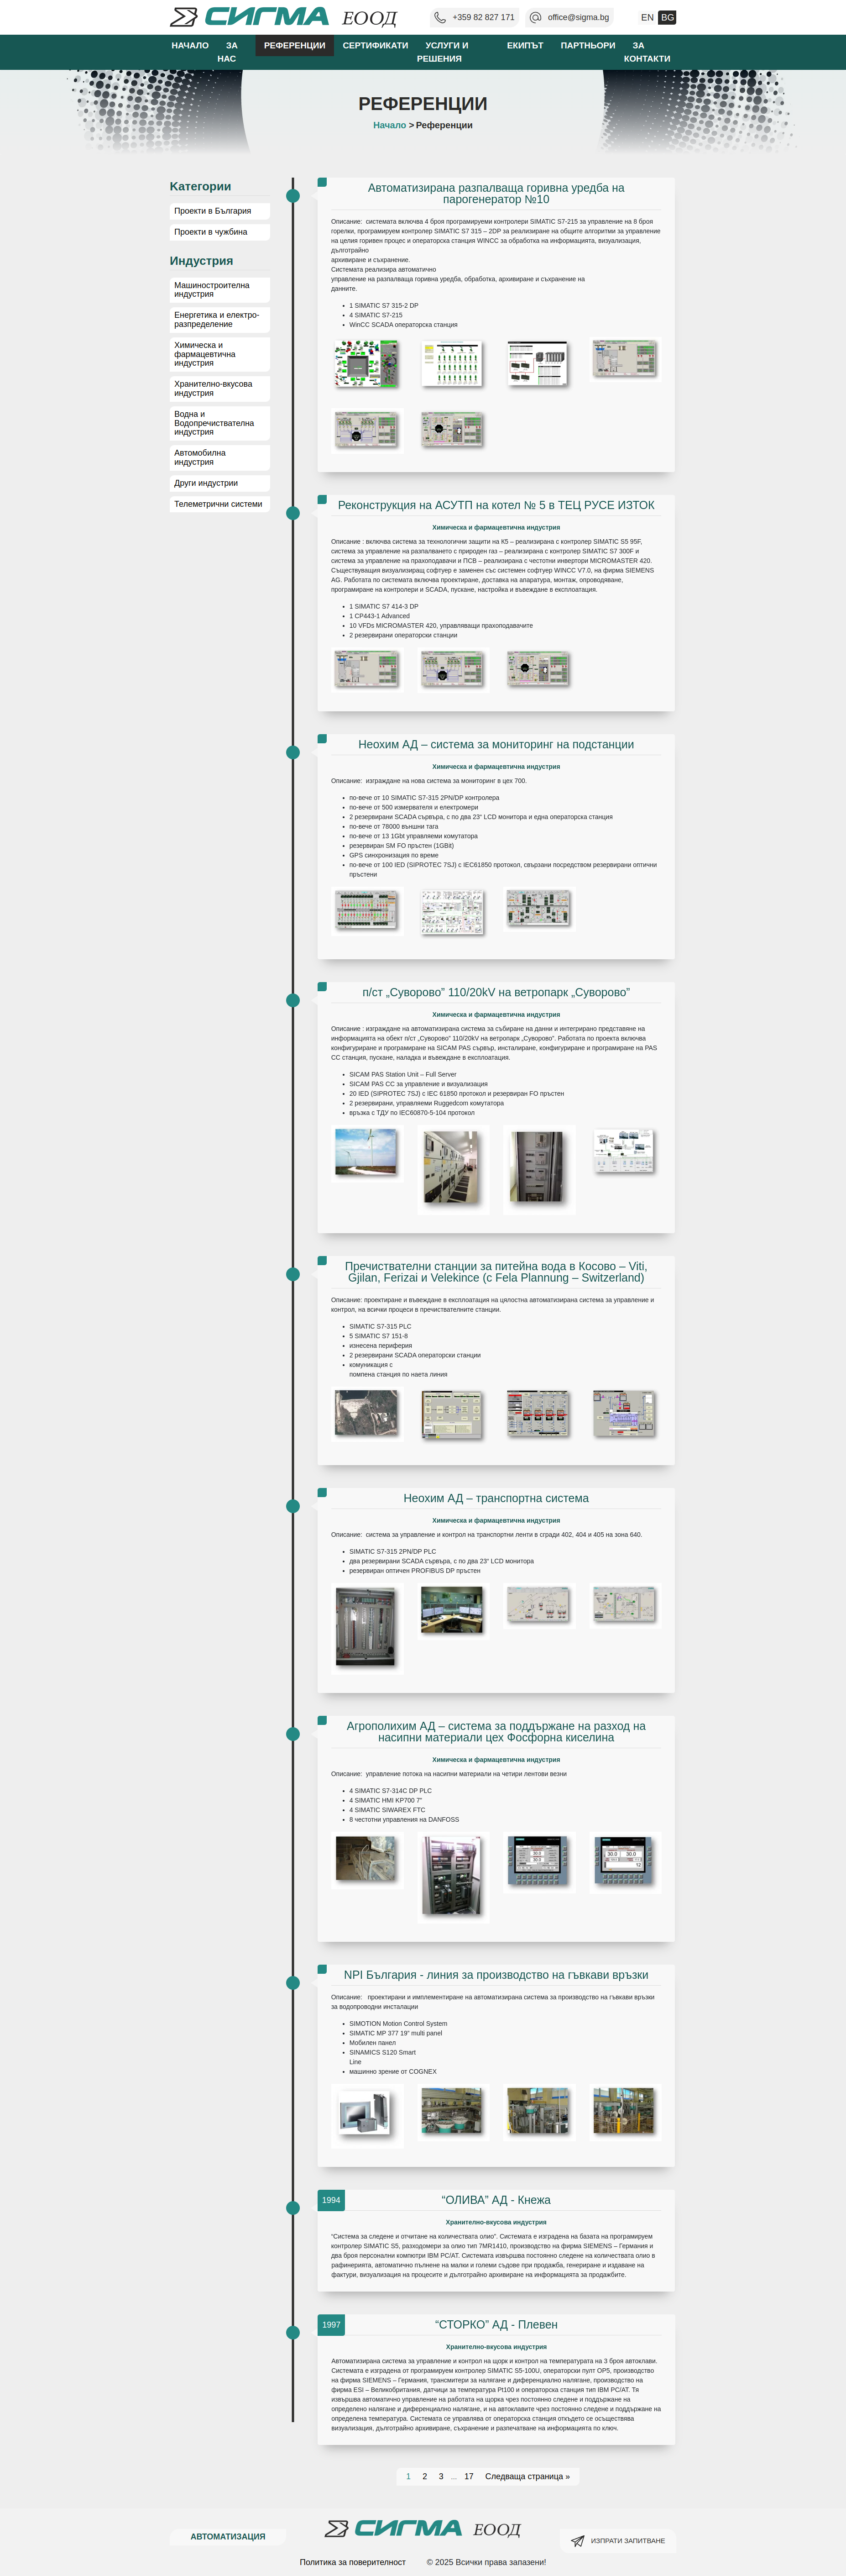 СИГМА ЕООД
+359 82 827 171
office@sigma.bg
EN BG
НАЧАЛО
ЗА НАС
РЕФЕРЕНЦИИ
СЕРТИФИКАТИ
УСЛУГИ И РЕШЕНИЯ
ЕКИПЪТ
ПАРТНЬОРИ
ЗА КОНТАКТИ
РЕФЕРЕНЦИИ
Начало > Референции
Категории
Проекти в България
Проекти в чужбина
Индустрия
Машиностроителна
индустрия
Енергетика и електро-
разпределение
Химическа и
фармацевтична
индустрия
Хранително-вкусова
индустрия
Водна и
Водопречиствателна
индустрия
Автомобилна
индустрия
Други индустрии
Телеметрични системи
Автоматизирана разпалваща горивна уредба на
парогенератор №10
Описание:  системата включва 4 броя програмируеми контролери SIMATIC S7-215 за управление на 8 броя
горелки, програмируем контролер SIMATIC S7 315 – 2DP за реализиране на общите алгоритми за управление
на целия горивен процес и операторска станция WINCC за обработка на информацията, визуализация,
дълготрайно
архивиране и съхранение.
Системата реализира автоматично
управление на разпалваща горивна уредба, обработка, архивиране и съхранение на
данните.
• 1 SIMATIC S7 315-2 DP
• 4 SIMATIC S7-215
• WinCC SCADA операторска станция
Реконструкция на АСУТП на котел № 5 в ТЕЦ РУСЕ ИЗТОК
Химическа и фармацевтична индустрия
Описание : включва система за технологични защити на К5 – реализирана с контролер SIMATIC S5 95F,
система за управление на разпалването с природен газ – реализирана с контролер SIMATIC S7 300F и
система за управление на прахоподавачи и ПСВ – реализирана с честотни инвертори MICROMASTER 420.
Съществуващия визуализиращ софтуер е заменен със системен софтуер WINCC V7.0, на фирма SIEMENS
AG. Работата по системата включва проектиране, доставка на апаратура, монтаж, опроводяване,
програмиране на контролери и SCADA, пускане, настройка и въвеждане в експлоатация.
• 1 SIMATIC S7 414-3 DP
• 1 CP443-1 Advanced
• 10 VFDs MICROMASTER 420, управляващи прахоподавачите
• 2 резервирани операторски станции
Неохим АД – система за мониторинг на подстанции
Химическа и фармацевтична индустрия
Описание:  изграждане на нова система за мониторинг в цех 700.
• по-вече от 10 SIMATIC S7-315 2PN/DP контролера
• по-вече от 500 измервателя и електромери
• 2 резервирани SCADA сървъра, с по два 23" LCD монитора и една операторска станция
• по-вече от 78000 външни тага
• по-вече от 13 1Gbt управляеми комутатора
• резервиран SM FO пръстен (1GBit)
• GPS синхронизация по време
• по-вече от 100 IED (SIPROTEC 7SJ) с IEC61850 протокол, свързани посредством резервирани оптични
пръстени
п/ст „Суворово” 110/20kV на ветропарк „Суворово”
Химическа и фармацевтична индустрия
Описание : изграждане на автоматизирана система за събиране на данни и интегрирано представяне на
информацията на обект п/ст „Суворово” 110/20kV на ветропарк „Суворово”. Работата по проекта включва
конфигуриране и програмиране на SICAM PAS сървър, инсталиране, конфигуриране и програмиране на PAS
CC станция, пускане, наладка и въвеждане в експлоатация.
• SICAM PAS Station Unit – Full Server
• SICAM PAS CC за управление и визуализация
• 20 IED (SIPROTEC 7SJ) с IEC 61850 протокол и резервиран FO пръстен
• 2 резервирани, управляеми Ruggedcom комутатора
• връзка с ТДУ по IEC60870-5-104 протокол
Пречиствателни станции за питейна вода в Косово – Viti,
Gjilan, Ferizai и Velekince (с Fela Plannung – Switzerland)
Описание: проектиране и въвеждане в експлоатация на цялостна автоматизирана система за управление и
контрол, на всички процеси в пречиствателните станции.
• SIMATIC S7-315 PLC
• 5 SIMATIC S7 151-8
• изнесена периферия
• 2 резервирани SCADA операторски станции
• комуникация с
помпена станция по наета линия
Неохим АД – транспортна система
Химическа и фармацевтична индустрия
Описание:  система за управление и контрол на транспортни ленти в сгради 402, 404 и 405 на зона 640.
• SIMATIC S7-315 2PN/DP PLC
• два резервирани SCADA сървъра, с по два 23" LCD монитора
• резервиран оптичен PROFIBUS DP пръстен
Агрополихим АД – система за поддържане на разход на
насипни материали цех Фосфорна киселина
Химическа и фармацевтична индустрия
Описание:  управление потока на насипни материали на четири лентови везни
• 4 SIMATIC S7-314C DP PLC
• 4 SIMATIC HMI KP700 7"
• 4 SIMATIC SIWAREX FTC
• 8 честотни управления на DANFOSS
NPI България - линия за производство на гъвкави връзки
Описание:   проектирани и имплементиране на автоматизирана система за производство на гъвкави връзки
за водопроводни инсталации
• SIMOTION Motion Control System
• SIMATIC MP 377 19" multi panel
• Мобилен панел
• SINAMICS S120 Smart
Line
• машинно зрение от COGNEX
1994
“ОЛИВА” АД - Кнежа
Хранително-вкусова индустрия
“Система за следене и отчитане на количествата олио”. Системата е изградена на базата на програмируем
контролер SIMATIC S5, разходомери за олио тип 7MR1410, производство на фирма SIEMENS – Германия и
два броя персонални компютри IBM PC/AT. Системата извършва постоянно следене на количествата олио в
рафинерията, автоматично пълнене на малки и големи съдове при продажба, генериране и издаване на
фактури, визуализация на процесите и дълготрайно архивиране на информацията за продажбите.
1997
“СТОРКО” АД - Плевен
Хранително-вкусова индустрия
Автоматизирана система за управление и контрол на щорк и контрол на температурата на 3 броя автоклави.
Системата е изградена от програмируем контролер SIMATIC S5-100U, операторски пулт OP5, производство
на фирма SIEMENS – Германия, трансмитери за налягане и диференциално налягане, производство на
фирма ESI – Великобритания, датчици за температура Pt100 и операторска станция тип IBM PC/AT. Тя
извършва автоматично управление на работата на щорка чрез постоянно следене и поддържане на
определено налягане и диференциално налягане, и на автоклавите чрез постоянно следене и поддържане на
определена температура. Системата се управлява от операторска станция откъдето се осъществява
визуализация, дълготрайно архивиране, съхранение и разпечатване на информацията по ключ.
1 2 3 ... 17 Следваща страница »
АВТОМАТИЗАЦИЯ
СИГМА ЕООД
ИЗПРАТИ ЗАПИТВАНЕ
Политика за поверителност
© 2025 Всички права запазени!